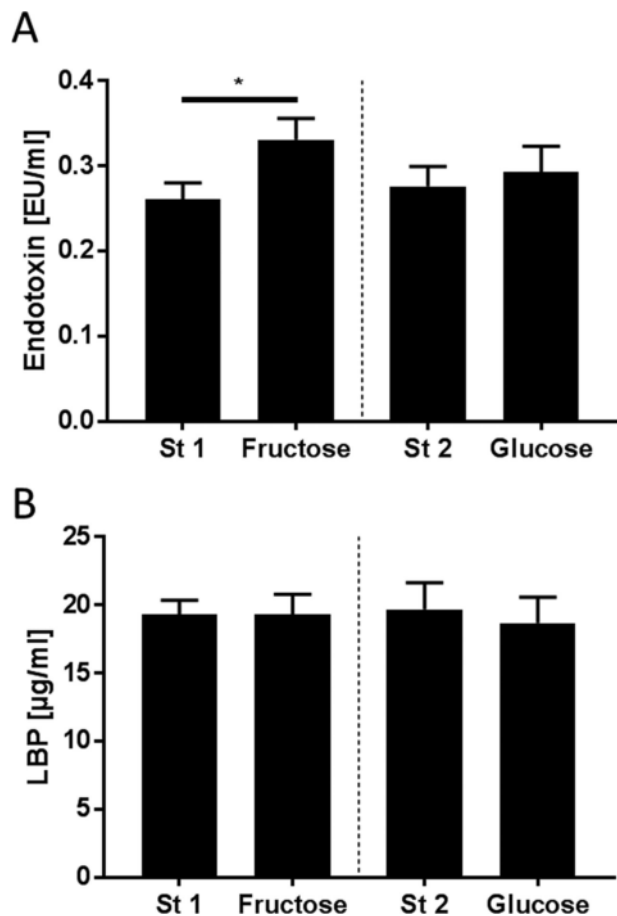 A
Endotoxin [EU/ml]
0.4
0.3
0.2
0.1
0.0
*
St 1 Fructose St 2 Glucose
B
LBP [µg/ml]
25
20
15
10
5
0
St 1 Fructose St 2 Glucose